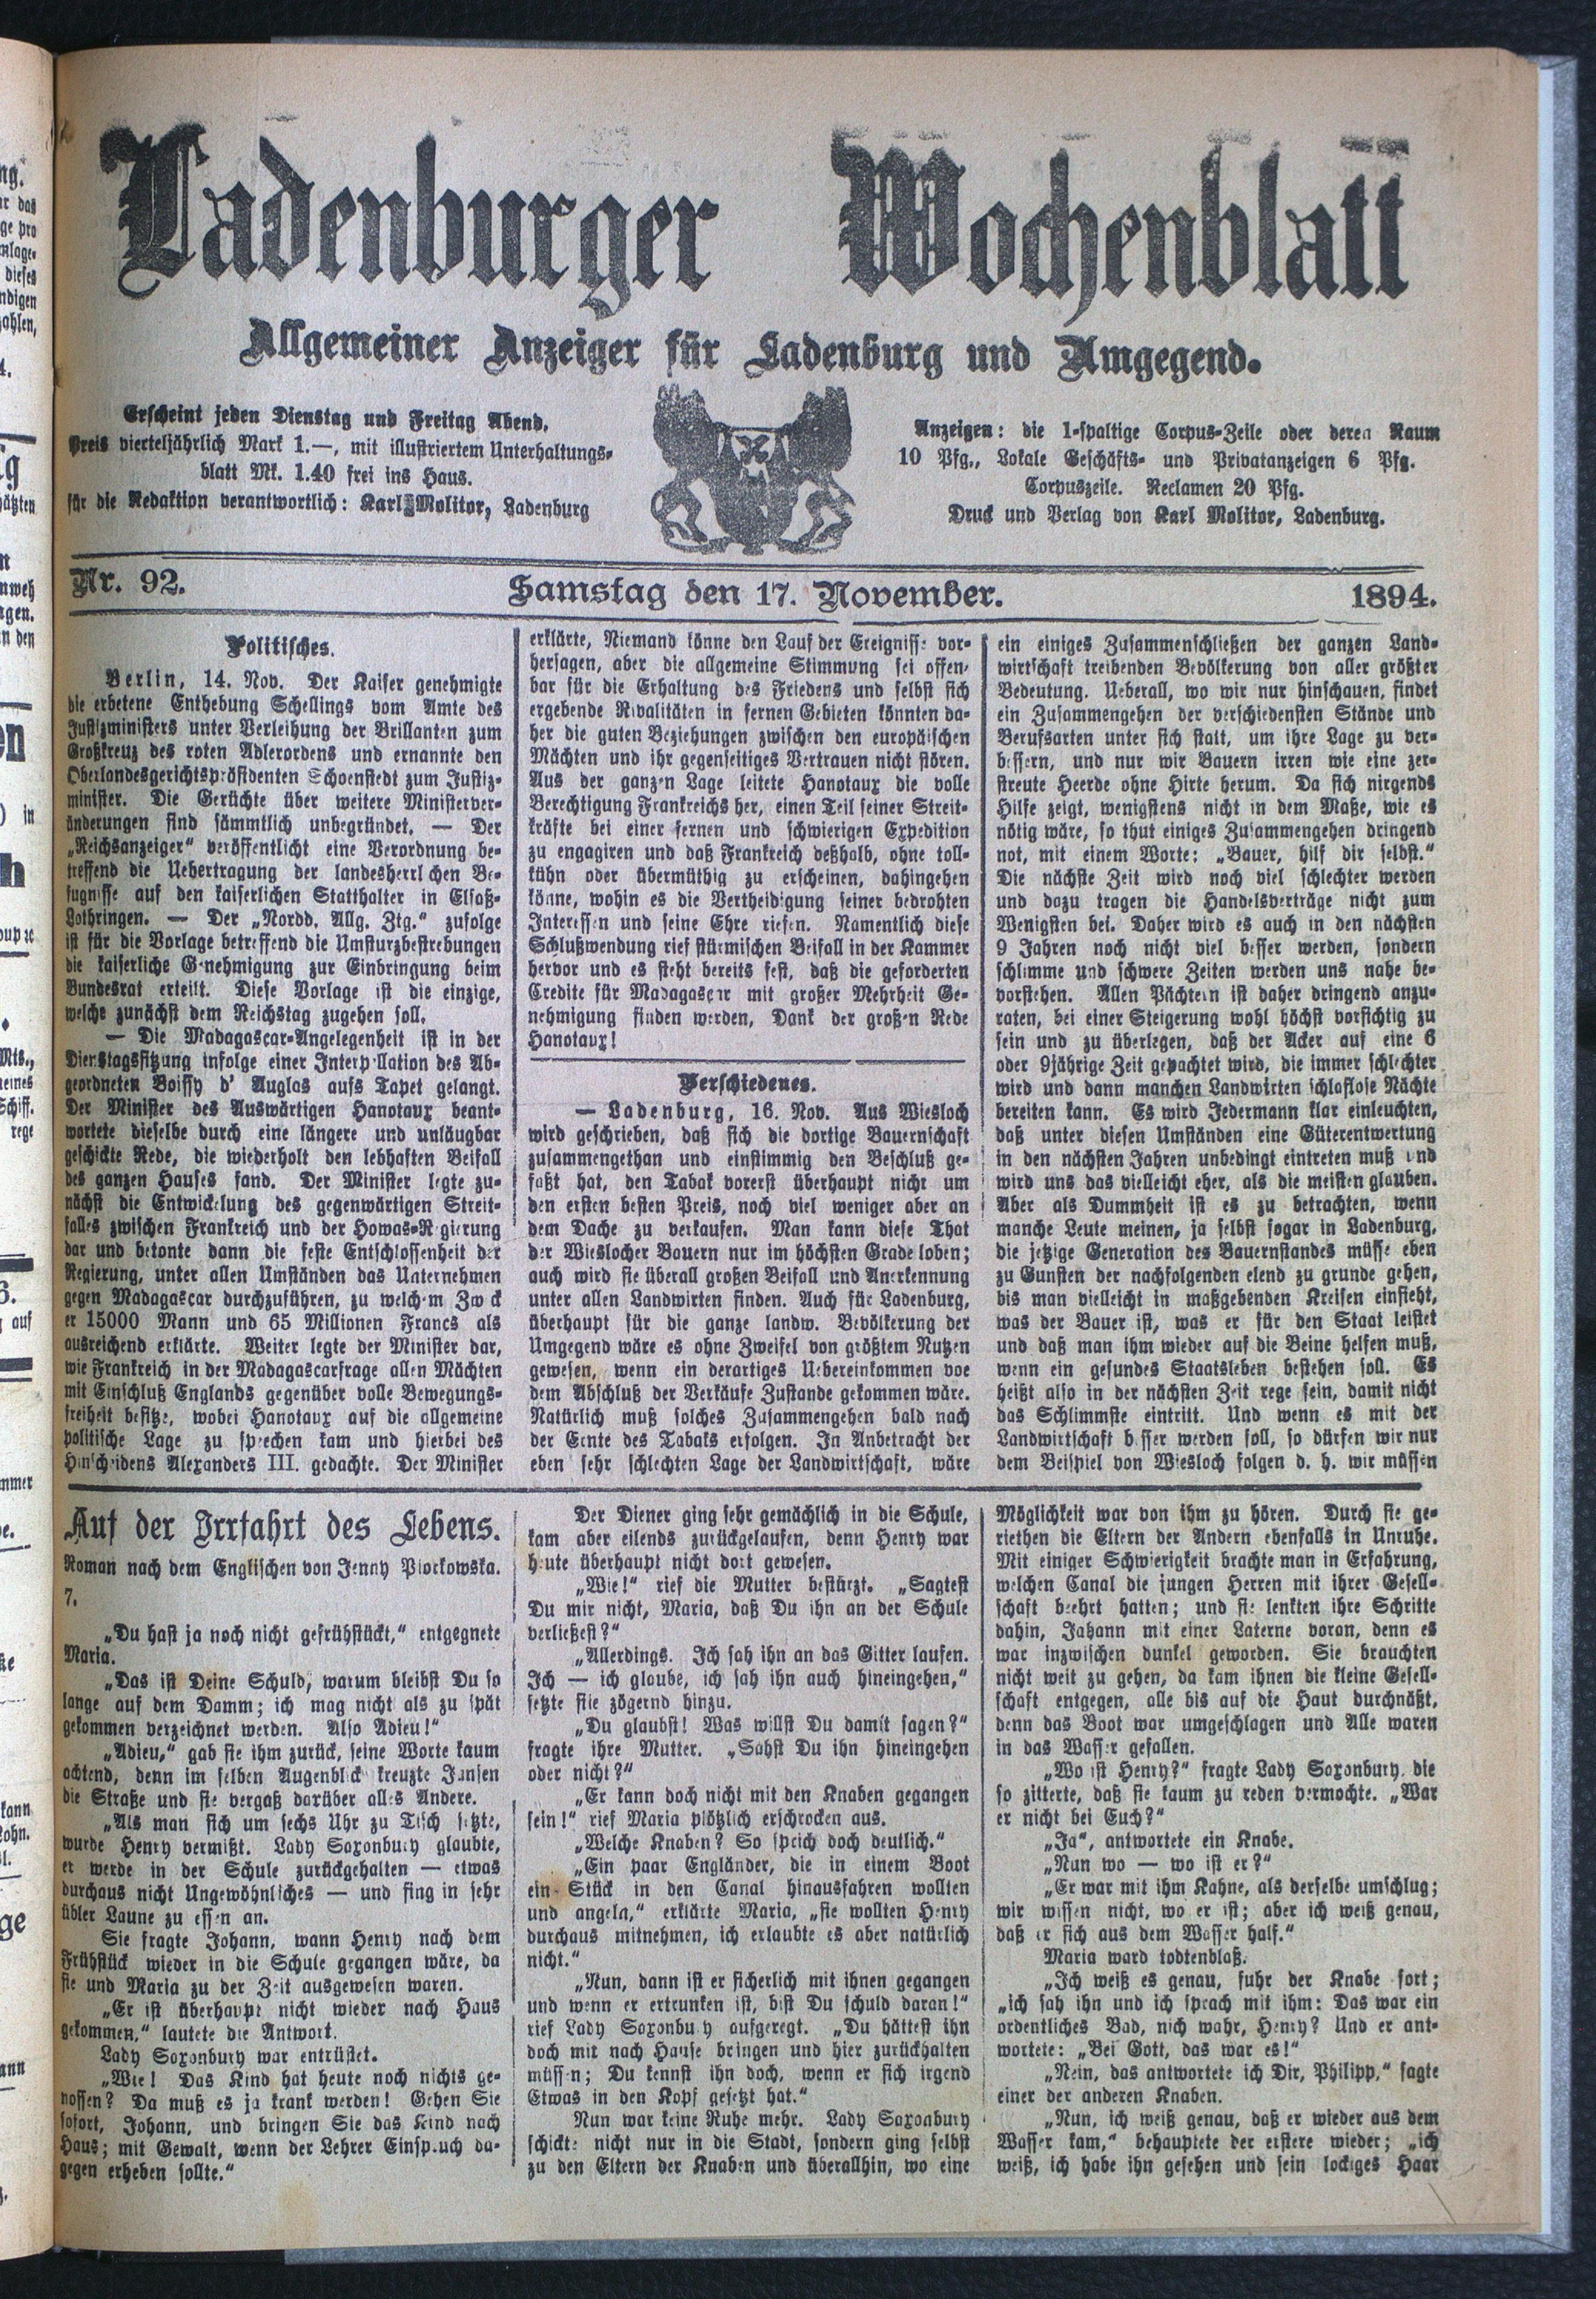 Ladenburger Wochenblatt
Allgemeiner Anzeiger für Ladenburg und Umgegend.
Erscheint jeden Dienstag und Freitag Abend.
Preis vierteljährlich Mark 1.—, mit illustriertem Unterhaltungs-
blatt Mk. 1.40 frei ins Haus.
für die Redaktion verantwortlich: Karl Molitor, Ladenburg
Anzeigen: die 1-spaltige Corpus-Zeile oder deren Raum
10 Pfg., Lokale Geschäfts- und Privatanzeigen 6 Pfg.
Corpuszeile. Reclamen 20 Pfg.
Druck und Verlag von Karl Molitor, Ladenburg.
Nr. 92. Samstag den 17. November. 1894.
Politisches.
Berlin, 14. Nov. Der Kaiser genehmigte
die erbetene Enthebung Schellings vom Amte des
Justizministers unter Verleihung der Brillanten zum
Großkreuz des roten Adlerordens und ernannte den
Oberlandesgerichtspräsidenten Schoenstedt zum Justiz-
minister. Die Gerüchte über weitere Ministerver-
änderungen sind sämmtlich unbegründet. — Der
„Reichsanzeiger“ veröffentlicht eine Verordnung be-
treffend die Uebertragung der landesherrl chen Be-
fugnisse auf den kaiserlichen Statthalter in Elsaß-
Lothringen. — Der „Nordd. Allg. Ztg.“ zufolge
ist für die Vorlage betreffend die Umsturzbestrebungen
die kaiserliche Genehmigung zur Einbringung beim
Bundesrat erteilt. Diese Vorlage ist die einzige,
welche zunächst dem Reichstag zugehen soll.
— Die Madagascar-Angelegenheit ist in der
Dienstagssitzung infolge einer Interpellation des Ab-
geordneten Boissy d' Auglas aufs Tapet gelangt.
Der Minister des Auswärtigen Hanotaux beant-
wortete dieselbe durch eine längere und unläugbar
geschickte Rede, die wiederholt den lebhaften Beifall
des ganzen Hauses fand. Der Minister legte zu-
nächst die Entwickelung des gegenwärtigen Streit-
falles zwischen Frankreich und der Howas-Regierung
dar und betonte dann die feste Entschlossenheit der
Regierung, unter allen Umständen das Unternehmen
gegen Madagascar durchzuführen, zu welchem Zweck
er 15000 Mann und 65 Millionen Francs als
ausreichend erklärte. Weiter legte der Minister dar,
wie Frankreich in der Madagascarfrage allen Mächten
mit Einschluß Englands gegenüber volle Bewegungs-
freiheit besitze, wobei Hanotaux auf die allgemeine
politische Lage zu sprechen kam und hierbei des
Hinscheidens Alexanders III. gedachte. Der Minister
erklärte, Niemand könne den Lauf der Ereignisse vor-
hersagen, aber die allgemeine Stimmung sei offen-
bar für die Erhaltung des Friedens und selbst sich
ergebende Rivalitäten in fernen Gebieten könnten da-
her die guten Beziehungen zwischen den europäischen
Mächten und ihr gegenseitiges Vertrauen nicht stören.
Aus der ganzen Lage leitete Hanotaux die volle
Berechtigung Frankreichs her, einen Teil seiner Streit-
kräfte bei einer fernen und schwierigen Expedition
zu engagiren und daß Frankreich deßhalb, ohne toll-
kühn oder übermüthig zu erscheinen, dahingehen
könne, wohin es die Vertheidigung seiner bedrohten
Interessen und seine Ehre riefen. Namentlich diese
Schlußwendung rief stürmischen Beifall in der Kammer
hervor und es steht bereits fest, daß die geforderten
Credite für Madagascar mit großer Mehrheit Ge-
nehmigung finden werden, Dank der großen Rede
Hanotaux!
Verschiedenes.
— Ladenburg, 16. Nov. Aus Wiesloch
wird geschrieben, daß sich die dortige Bauernschaft
zusammengethan und einstimmig den Beschluß ge-
faßt hat, den Tabak vorerst überhaupt nicht um
den ersten besten Preis, noch viel weniger aber an
dem Dache zu verkaufen. Man kann diese That
der Wieslocher Bauern nur im höchsten Grade loben;
auch wird sie überall großen Beifall und Anerkennung
unter allen Landwirten finden. Auch für Ladenburg,
überhaupt für die ganze landw. Bevölkerung der
Umgegend wäre es ohne Zweifel von größtem Nutzen
gewesen, wenn ein derartiges Uebereinkommen voe
dem Abschluß der Verkäufe Zustande gekommen wäre.
Natürlich muß solches Zusammengehen bald nach
der Ernte des Tabaks erfolgen. In Anbetracht der
eben sehr schlechten Lage der Landwirtschaft, wäre
ein einiges Zusammenschließen der ganzen Land-
wirtschaft treibenden Bevölkerung von aller größter
Bedeutung. Ueberall, wo wir nur hinschauen, findet
ein Zusammengehen der verschiedensten Stände und
Berufsarten unter sich statt, um ihre Lage zu ver-
bessern, und nur wir Bauern irren wie eine zer-
streute Heerde ohne Hirte herum. Da sich nirgends
Hilfe zeigt, wenigstens nicht in dem Maße, wie es
nötig wäre, so thut einiges Zusammengehen dringend
not, mit einem Worte: „Bauer, hilf dir selbst.“
Die nächste Zeit wird noch viel schlechter werden
und dazu tragen die Handelsverträge nicht zum
Wenigsten bei. Daher wird es auch in den nächsten
9 Jahren noch nicht viel besser werden, sondern
schlimme und schwere Zeiten werden uns nahe be-
vorstehen. Allen Pächtern ist daher dringend anzu-
raten, bei einer Steigerung wohl höchst vorsichtig zu
sein und zu überlegen, daß der Acker auf eine 6
oder 9jährige Zeit gepachtet wird, die immer schlechter
wird und dann manchen Landwirten schlaflose Nächte
bereiten kann. Es wird Jedermann klar einleuchten,
daß unter diesen Umständen eine Güterentwertung
in den nächsten Jahren unbedingt eintreten muß und
wird uns das vielleicht eher, als die meisten glauben.
Aber als Dummheit ist es zu betrachten, wenn
manche Leute meinen, ja selbst sogar in Ladenburg,
die jetzige Generation des Bauernstandes müsse eben
zu Gunsten der nachfolgenden elend zu grunde gehen,
bis man vielleicht in maßgebenden Kreisen einsieht,
was der Bauer ist, was er für den Staat leistet
und daß man ihm wieder auf die Beine helfen muß,
wenn ein gesundes Staatsleben bestehen soll. Es
heißt also in der nächsten Zeit rege sein, damit nicht
das Schlimmste eintritt. Und wenn es mit der
Landwirtschaft besser werden soll, so dürfen wir nur
dem Beispiel von Wiesloch folgen d. h. wir müssen
Auf der Irrfahrt des Lebens.
Roman nach dem Englischen von Jenny Piorkowska.
7.
„Du hast ja noch nicht gefrühstückt,“ entgegnete
Maria.
„Das ist Deine Schuld, warum bleibst Du so
lange auf dem Damm; ich mag nicht als zu spät
gekommen verzeichnet werden. Also Adieu!“
„Adieu,“ gab sie ihm zurück, seine Worte kaum
achtend, denn im selben Augenblick kreuzte Jansen
die Straße und sie vergaß darüber alles Andere.
„Als man sich um sechs Uhr zu Tisch setzte,
wurde Henry vermißt. Lady Saxonbury glaubte,
er werde in der Schule zurückgehalten — etwas
durchaus nicht Ungewöhnliches — und fing in sehr
übler Laune zu essen an.
Sie fragte Johann, wann Henry nach dem
Frühstück wieder in die Schule gegangen wäre, da
sie und Maria zu der Zeit ausgewesen waren.
„Er ist überhaupt nicht wieder nach Haus
gekommen,“ lautete die Antwort.
Lady Saxonbury war entrüstet.
„Wie! Das Kind hat heute noch nichts ge-
nossen? Da muß es ja krank werden! Gehen Sie
sofort, Johann, und bringen Sie das Kind nach
Haus; mit Gewalt, wenn der Lehrer Einspruch da-
gegen erheben sollte.“
Der Diener ging sehr gemächlich in die Schule,
kam aber eilends zurückgelaufen, denn Henry war
heute überhaupt nicht dort gewesen.
„Wie!“ rief die Mutter bestürzt. „Sagtest
Du mir nicht, Maria, daß Du ihn an der Schule
verließest?“
„Allerdings. Ich sah ihn an das Gitter laufen.
Ich — ich glaube, ich sah ihn auch hineingehen,“
setzte sie zögernd hinzu.
„Du glaubst! Was willst Du damit sagen?“
fragte ihre Mutter. „Sahst Du ihn hineingehen
oder nicht?“
„Er kann doch nicht mit den Knaben gegangen
sein!“ rief Maria plötzlich erschrocken aus.
„Welche Knaben? So sprich doch deutlich.“
„Ein paar Engländer, die in einem Boot
ein Stück in den Canal hinausfahren wollten
und angeln,“ erklärte Maria, „sie wollten Henry
durchaus mitnehmen, ich erlaubte es aber natürlich
nicht.“
„Nun, dann ist er sicherlich mit ihnen gegangen
und wenn er ertrunken ist, bist Du schuld daran!“
rief Lady Saxonbury aufgeregt. „Du hättest ihn
doch mit nach Hause bringen und hier zurückhalten
müssen; Du kennst ihn doch, wenn er sich irgend
Etwas in den Kopf gesetzt hat.“
Nun war keine Ruhe mehr. Lady Saxonbury
schickte nicht nur in die Stadt, sondern ging selbst
zu den Eltern der Knaben und überallhin, wo eine
Möglichkeit war von ihm zu hören. Durch sie ge-
riethen die Eltern der Andern ebenfalls in Unruhe.
Mit einiger Schwierigkeit brachte man in Erfahrung,
welchen Canal die jungen Herren mit ihrer Gesell-
schaft beehrt hatten; und sie lenkten ihre Schritte
dahin, Jahann mit einer Laterne voran, denn es
war inzwischen dunkel geworden. Sie brauchten
nicht weit zu gehen, da kam ihnen die kleine Gesell-
schaft entgegen, alle bis auf die Haut durchnäßt,
denn das Boot war umgeschlagen und Alle waren
in das Wasser gefallen.
„Wo ist Henry?“ fragte Lady Saxonbury, die
so zitterte, daß sie kaum zu reden vermochte. „War
er nicht bei Euch?“
„Ja“, antwortete ein Knabe.
„Nun wo — wo ist er?“
„Er war mit ihm Kahne, als derselbe umschlug;
wir wissen nicht, wo er ist; aber ich weiß genau,
daß er sich aus dem Wasser half.“
Maria ward todtenblaß.
„Ich weiß es genau, fuhr der Knabe fort;
„ich sah ihn und ich sprach mit ihm: Das war ein
ordentliches Bad, nich wahr, Henry? Und er ant-
wortete: „Bei Gott, das war es!“
„Nein, das antwortete ich Dir, Philipp,“ sagte
einer der anderen Knaben.
„Nun, ich weiß genau, daß er wieder aus dem
Wasser kam,“ behauptete der erstere wieder; „ich
weiß, ich habe ihn gesehen und sein lockiges Haar